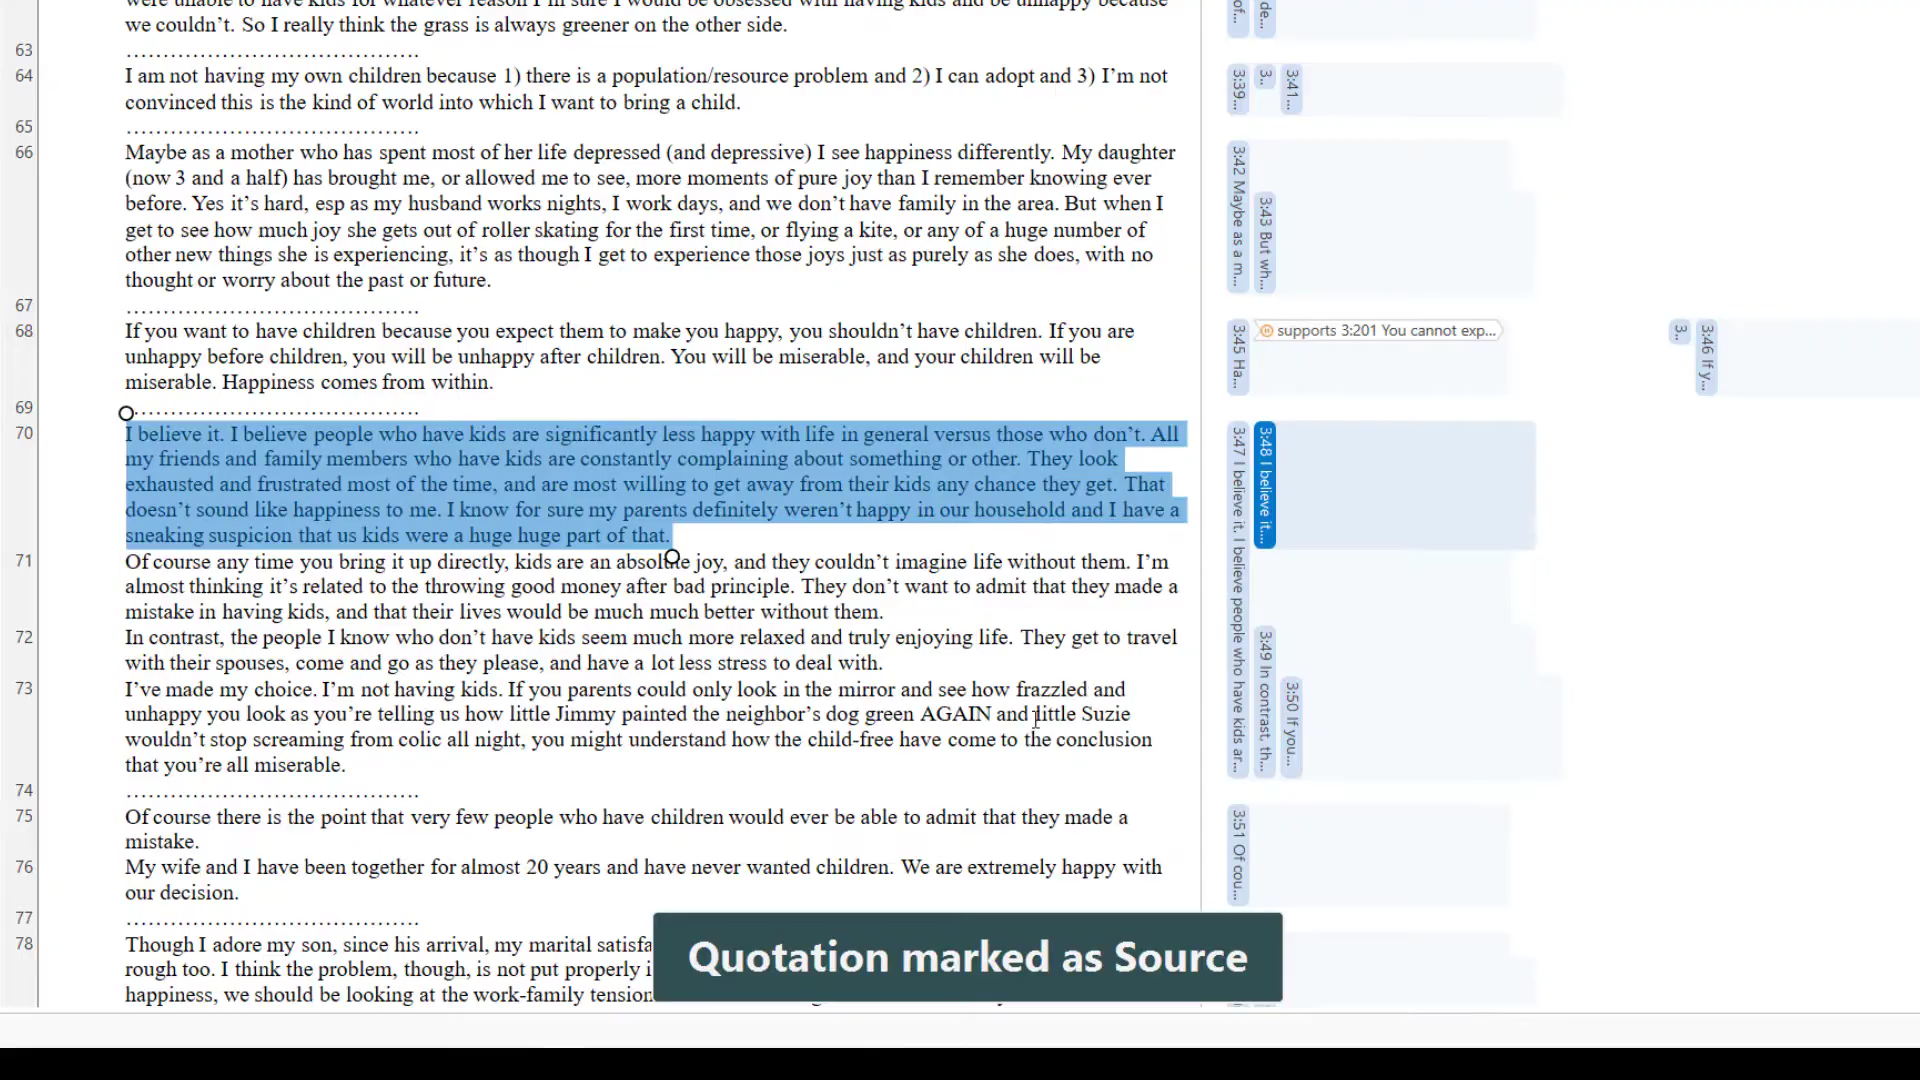 were unable to have kids for whatever reason I'm sure I would be obsessed with having kids and be unhappy because
we couldn't. So I really think the grass is always greener on the other side.
63
…………………………………
64
I am not having my own children because 1) there is a population/resource problem and 2) I can adopt and 3) I'm not
convinced this is the kind of world into which I want to bring a child.
65
…………………………………
66
Maybe as a mother who has spent most of her life depressed (and depressive) I see happiness differently. My daughter
(now 3 and a half) has brought me, or allowed me to see, more moments of pure joy than I remember knowing ever
before. Yes it's hard, esp as my husband works nights, I work days, and we don't have family in the area. But when I
get to see how much joy she gets out of roller skating for the first time, or flying a kite, or any of a huge number of
other new things she is experiencing, it's as though I get to experience those joys just as purely as she does, with no
thought or worry about the past or future.
67
…………………………………
68
If you want to have children because you expect them to make you happy, you shouldn't have children. If you are
unhappy before children, you will be unhappy after children. You will be miserable, and your children will be
miserable. Happiness comes from within.
69
…………………………………
70
I believe it. I believe people who have kids are significantly less happy with life in general versus those who don't. All
my friends and family members who have kids are constantly complaining about something or other. They look
exhausted and frustrated most of the time, and are most willing to get away from their kids any chance they get. That
doesn't sound like happiness to me. I know for sure my parents definitely weren't happy in our household and I have a
sneaking suspicion that us kids were a huge huge part of that.
71
Of course any time you bring it up directly, kids are an absolute joy, and they couldn't imagine life without them. I'm
almost thinking it's related to the throwing good money after bad principle. They don't want to admit that they made a
mistake in having kids, and that their lives would be much much better without them.
72
In contrast, the people I know who don't have kids seem much more relaxed and truly enjoying life. They get to travel
with their spouses, come and go as they please, and have a lot less stress to deal with.
73
I've made my choice. I'm not having kids. If you parents could only look in the mirror and see how frazzled and
unhappy you look as you're telling us how little Jimmy painted the neighbor's dog green AGAIN and little Suzie
wouldn't stop screaming from colic all night, you might understand how the child-free have come to the conclusion
that you're all miserable.
74
…………………………………
75
Of course there is the point that very few people who have children would ever be able to admit that they made a
mistake.
76
My wife and I have been together for almost 20 years and have never wanted children. We are extremely happy with
our decision.
77
…………………………………
78
Though I adore my son, since his arrival, my marital satisfa
rough too. I think the problem, though, is not put properly i
happiness, we should be looking at the work-family tension
Quotation marked as Source
of...
de...
3:39...
3..
3:41...
3:42 Maybe as a m...
3:43 But wh...
3:45 Ha...
supports 3:201 You cannot exp...
3..
3:46 If y...
3:47 I believe it. I believe people who have kids ar...
3:48 I believe it....
3:49 In contrast, th...
3:50 If you...
3:51 Of cou...